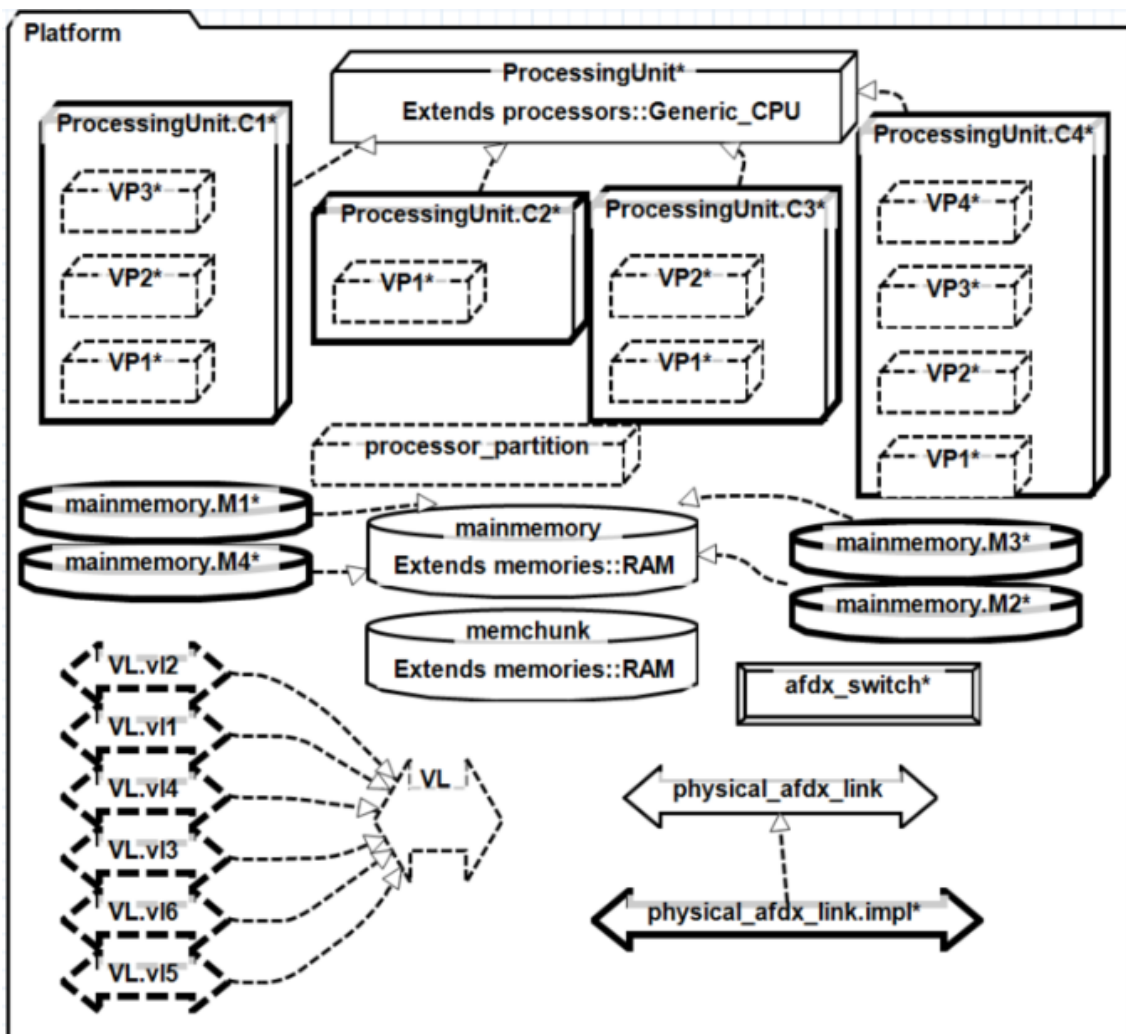 Platform
ProcessingUnit*
Extends processors::Generic_CPU
ProcessingUnit.C1*
VP3*
VP2*
VP1*
ProcessingUnit.C2*
VP1*
ProcessingUnit.C3*
VP2*
VP1*
ProcessingUnit.C4*
VP4*
VP3*
VP2*
VP1*
processor_partition
mainmemory.M1*
mainmemory.M4*
mainmemory
Extends memories::RAM
mainmemory.M3*
mainmemory.M2*
memchunk
Extends memories::RAM
afdx_switch*
VL.vl2
VL.vl1
VL.vl4
VL.vl3
VL.vl6
VL.vl5
VL
physical_afdx_link
physical_afdx_link.impl*